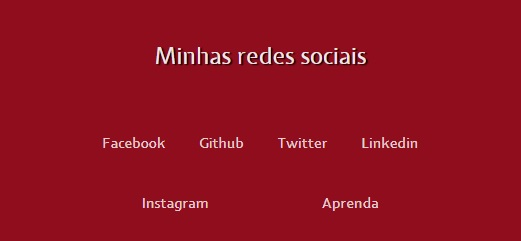 Minhas redes sociais
Facebook Github Twitter Linkedin
Instagram Aprenda